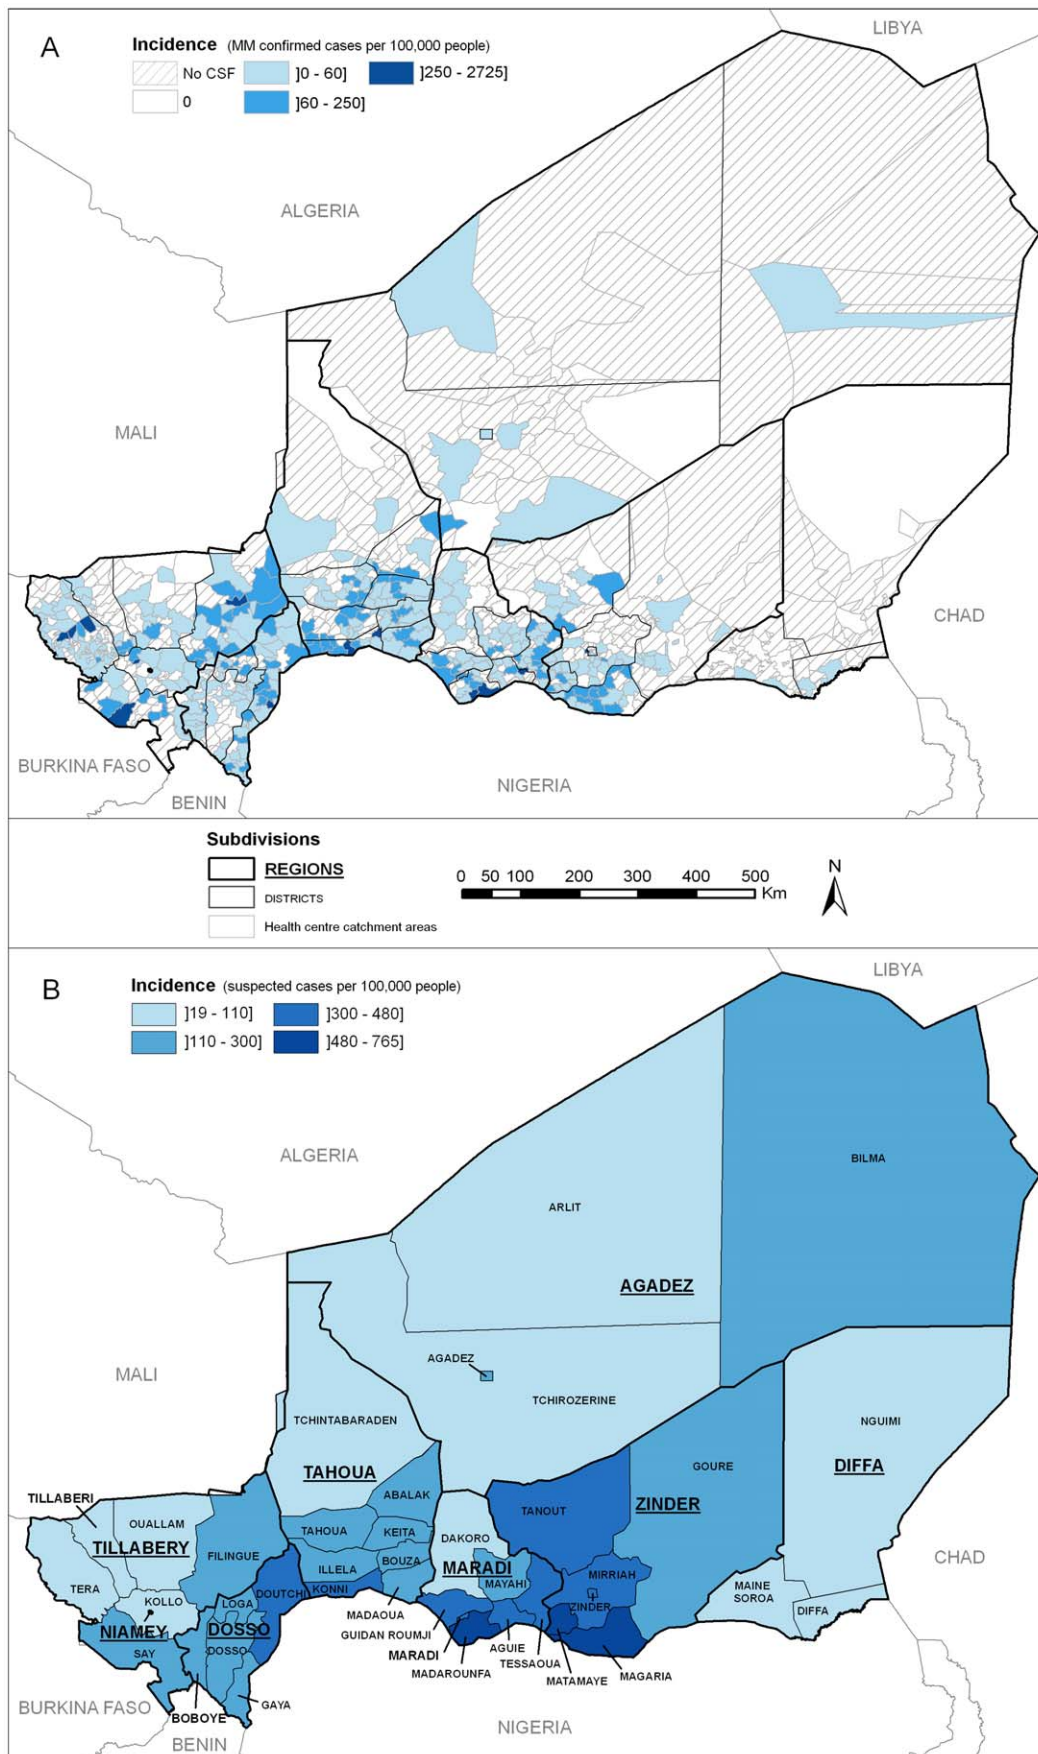 A
Incidence (MM confirmed cases per 100,000 people)
No CSF
]0 - 60]
]250 - 2725]
0
]60 - 250]
LIBYA
ALGERIA
MALI
CHAD
BURKINA FASO
BENIN
NIGERIA
Subdivisions
REGIONS
DISTRICTS
Health centre catchment areas
0 50 100 200 300 400 500
Km
N
B
Incidence (suspected cases per 100,000 people)
]19 - 110]
]300 - 480]
]110 - 300]
]480 - 765]
LIBYA
ALGERIA
BILMA
ARLIT
AGADEZ
MALI
AGADEZ
TCHIROZERINE
TCHINTABARADEN
NGUIMI
TAHOUA
GOURE
DIFFA
ABALAK
TILLABERI
ZINDER
TANOUT
OUALLAM
TAHOUA
KEITA
DAKORO
TILLABERY
FILINGUE
CHAD
ILLELA
BOUZA
MARADI
MIRRIAH
TERA
MAYAHI
DOUTCHI
KONNI
MAINE
SOROA
KOLLO
LOGA
ZINDER
MADAOUA
DIFFA
NIAMEY
DOSSO
GUIDAN ROUMJI
SAY
DOSSO
AGUIE
MARADI
TESSAOUA
MADAROUNFA
MATAMAYE
MAGARIA
GAYA
BURKINA FASO
BOBOYE
NIGERIA
BENIN